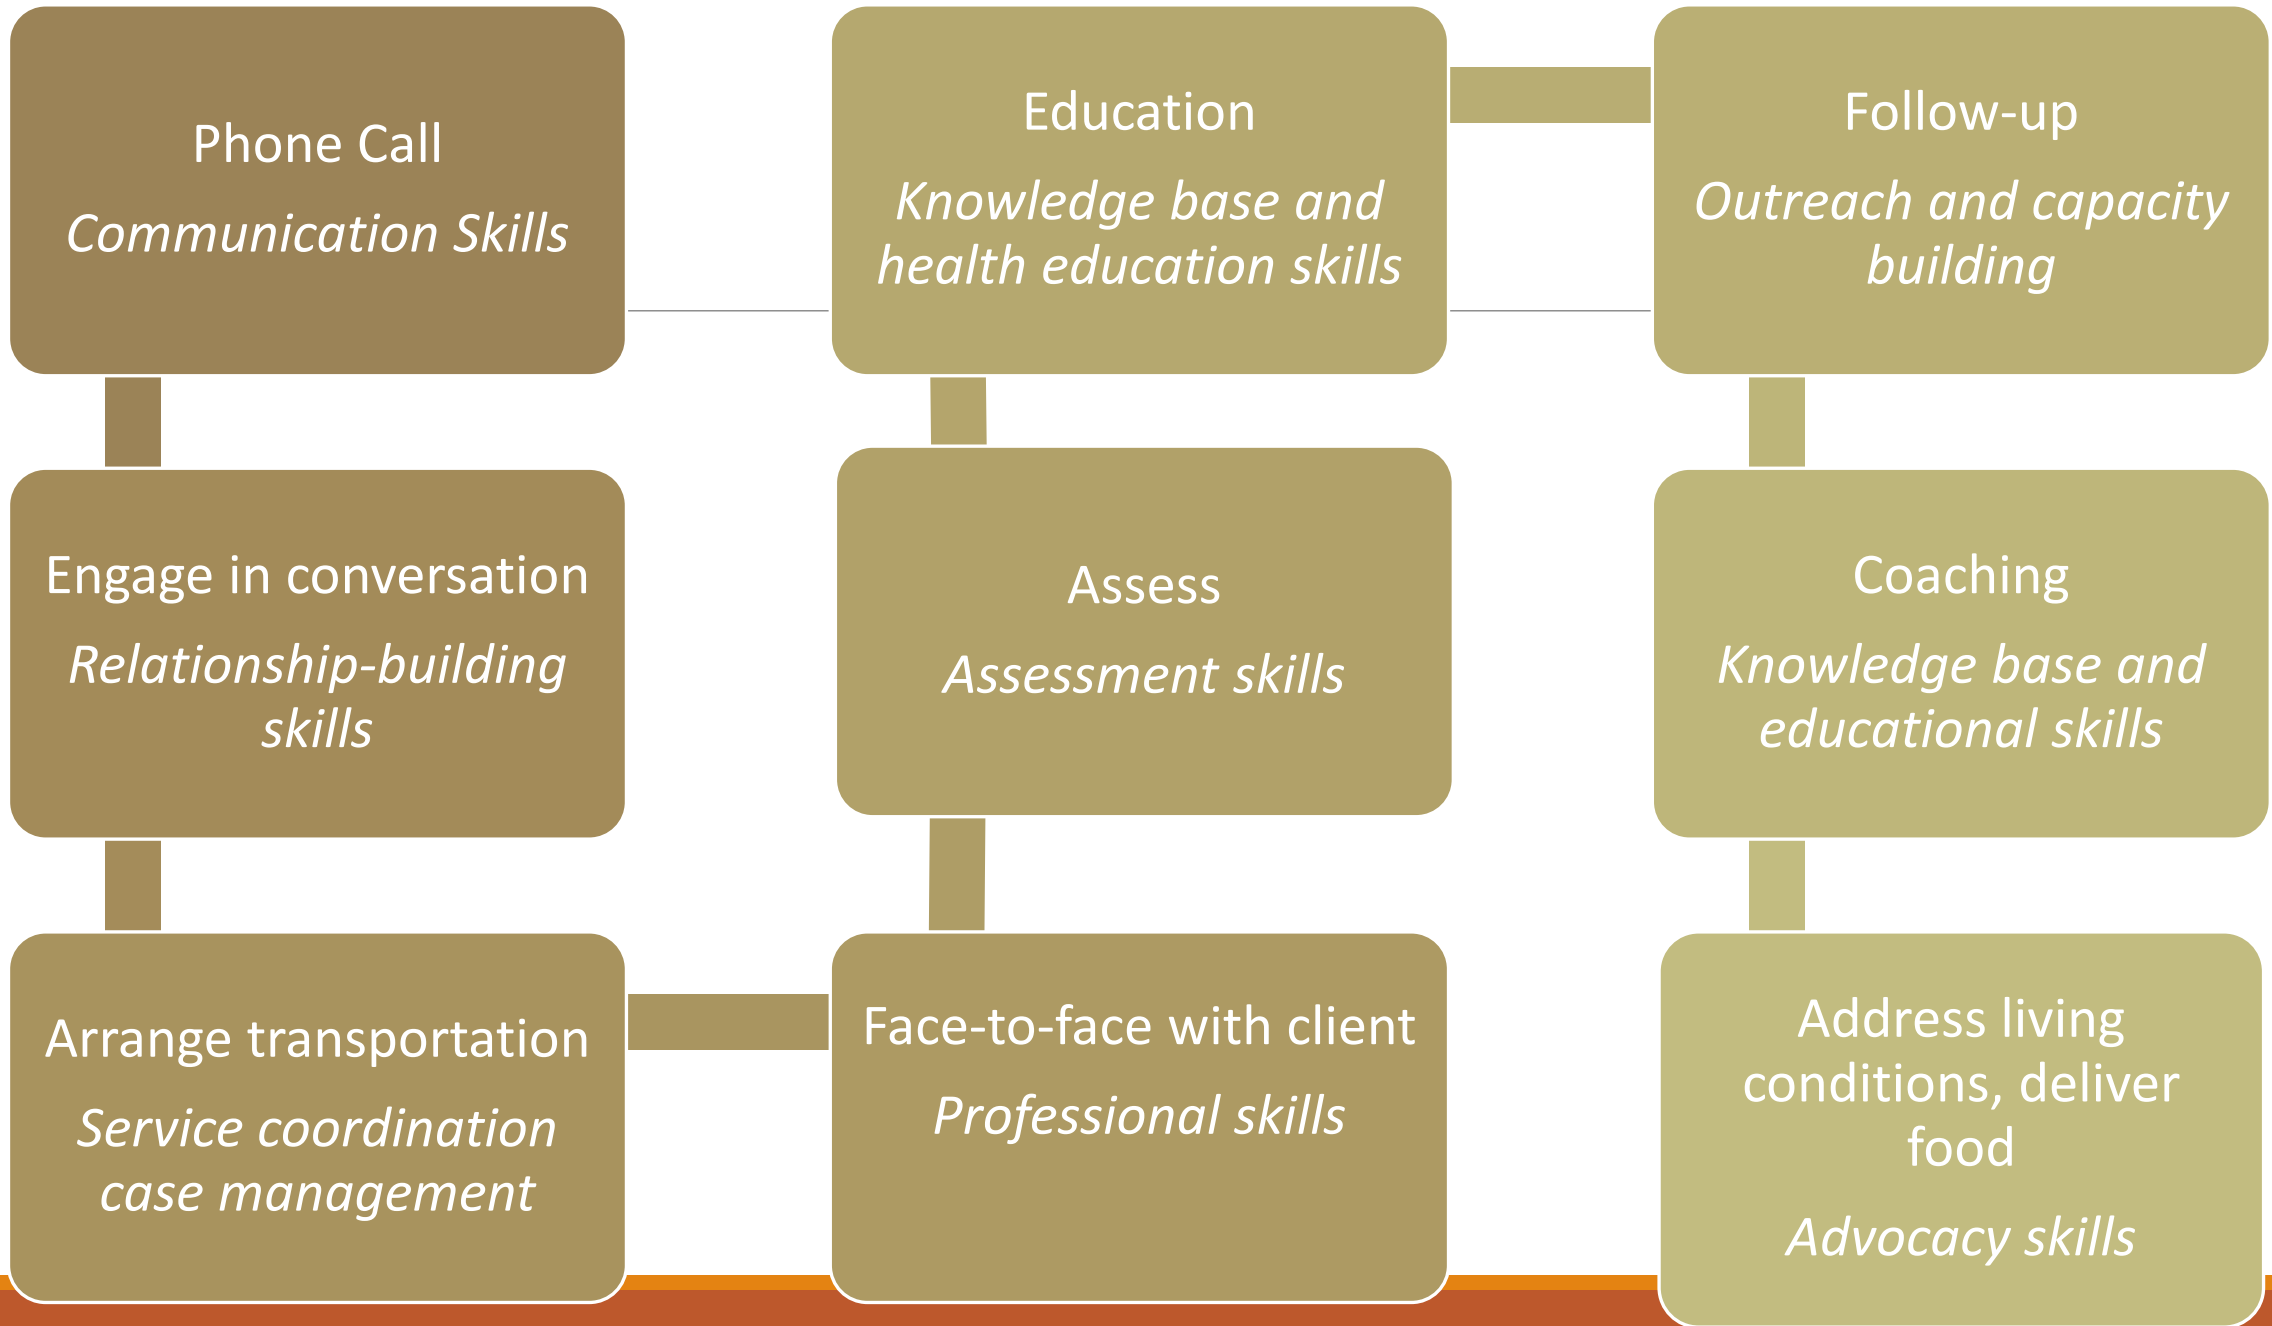 Phone Call
Communication Skills
Engage in conversation
Relationship-building
skills
Arrange transportation
Service coordination
case management
Face-to-face with client
Professional skills
Assess
Assessment skills
Education
Knowledge base and
health education skills
Follow-up
Outreach and capacity
building
Coaching
Knowledge base and
educational skills
Address living
conditions, deliver
food
Advocacy skills